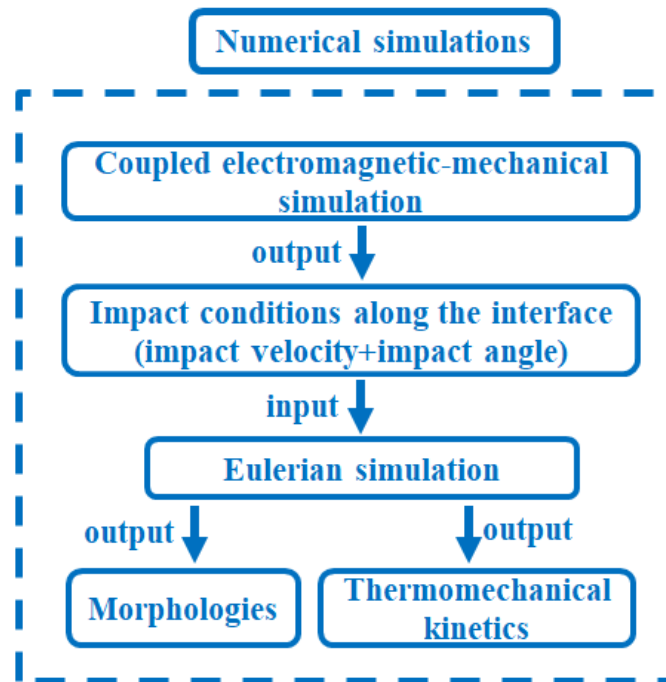 Numerical simulations
Coupled electromagnetic-mechanical
simulation
output
Impact conditions along the interface
(impact velocity+impact angle)
input
Eulerian simulation
output
output
Morphologies
Thermomechanical
kinetics